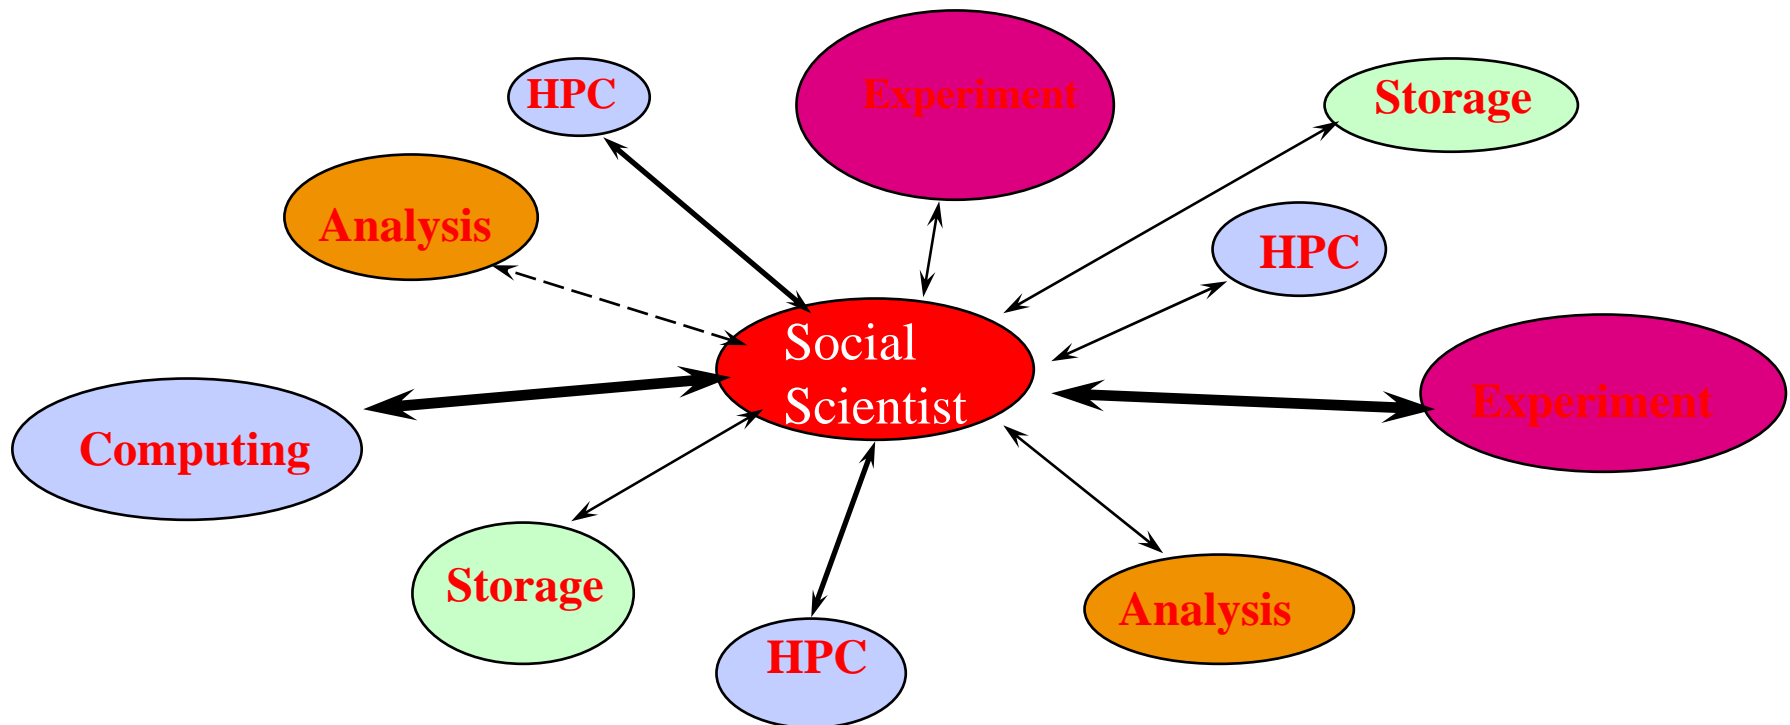 HPC
Experiment
Storage
Analysis
HPC
Social
Scientist
Experiment
Computing
Storage
Analysis
HPC